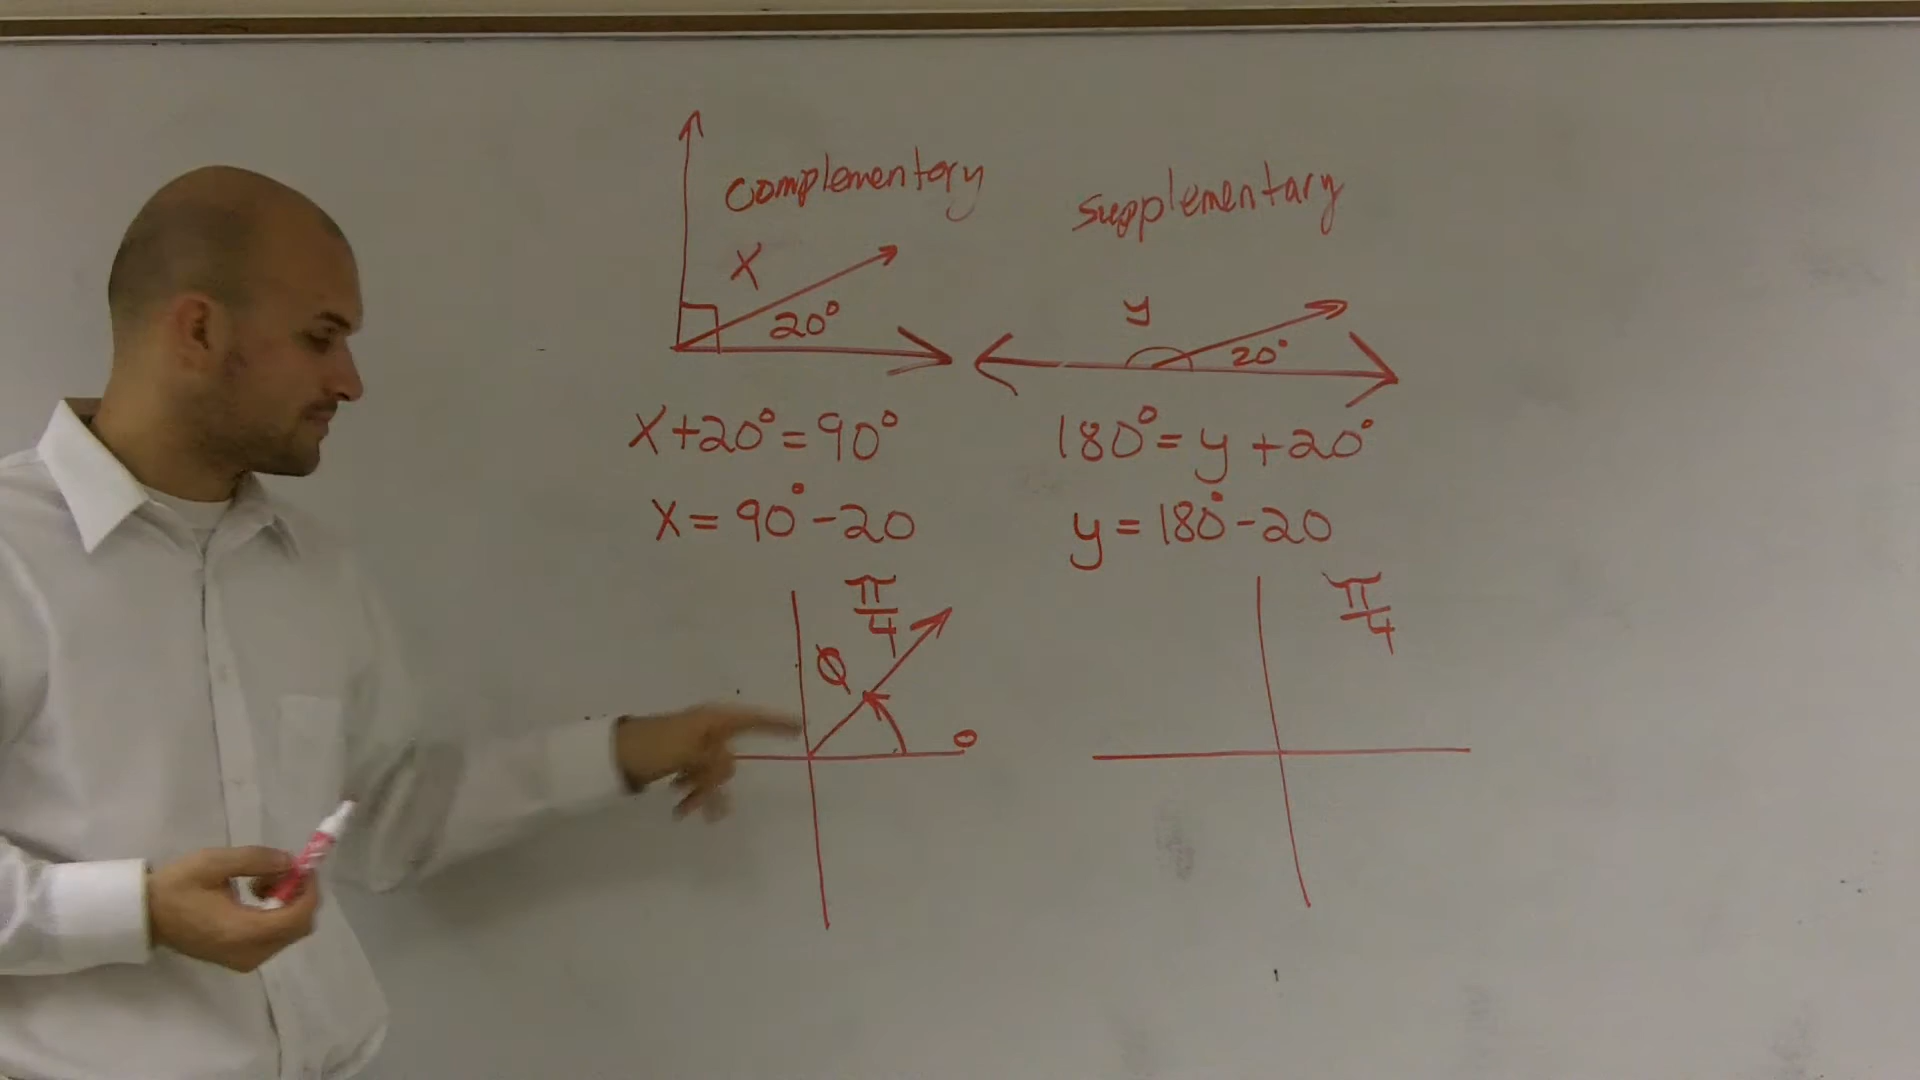 complementary
supplementary
x
20°
y
20°
x+20°=90°
180°=y+20°
x=90°-20
y=180°-20
π/4
π/4
Ø
0